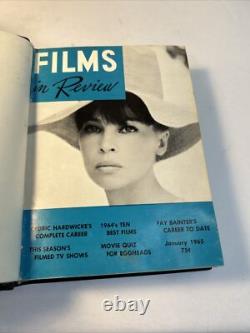 FILMS
in Review
CEDRIC HARDWICKE'S
COMPLETE CAREER
1964's TEN
BEST FILMS
FAY BAINTER'S
CAREER TO DATE
THIS SEASON'S
FILMED TV SHOWS
MOVIE QUIZ
FOR EGGHEADS
January 1965
75¢